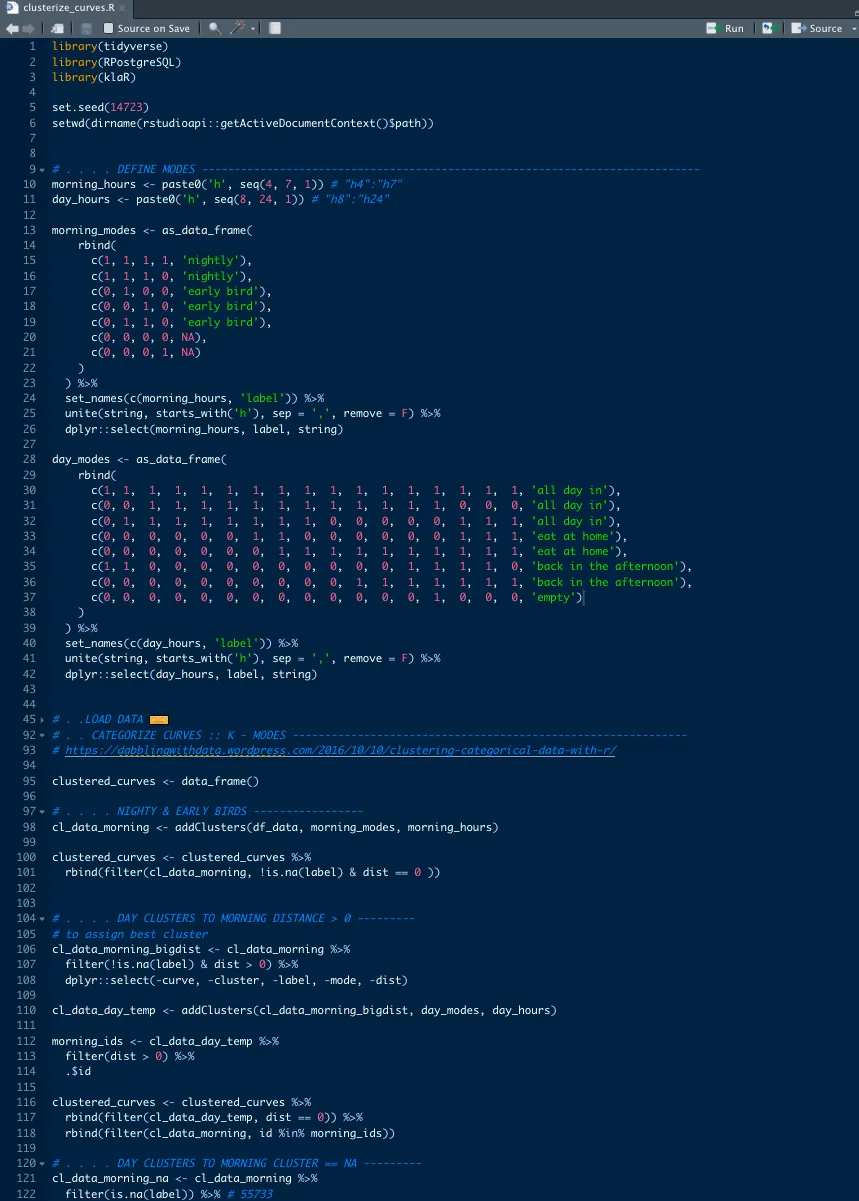 clusterize_curves.R ×
Source on Save Run Source
1 library(tidyverse)
2 library(RPostgreSQL)
3 library(klaR)
4
5 set.seed(14723)
6 setwd(dirname(rstudioapi::getActiveDocumentContext()$path))
7
8
9 # . . . . DEFINE MODES -----------------------------------------------------------------------------
10 morning_hours <- paste0('h', seq(4, 7, 1)) # "h4":"h7"
11 day_hours <- paste0('h', seq(8, 24, 1)) # "h8":"h24"
12
13 morning_modes <- as_data_frame(
14 rbind(
15 c(1, 1, 1, 1, 'nightly'),
16 c(1, 1, 1, 0, 'nightly'),
17 c(0, 1, 0, 0, 'early bird'),
18 c(0, 0, 1, 0, 'early bird'),
19 c(0, 1, 1, 0, 'early bird'),
20 c(0, 0, 0, 0, NA),
21 c(0, 0, 0, 1, NA)
22 )
23 ) %>%
24 set_names(c(morning_hours, 'label')) %>%
25 unite(string, starts_with('h'), sep = ',', remove = F) %>%
26 dplyr::select(morning_hours, label, string)
27
28 day_modes <- as_data_frame(
29 rbind(
30 c(1, 1, 1, 1, 1, 1, 1, 1, 1, 1, 1, 1, 1, 1, 1, 1, 1, 'all day in'),
31 c(0, 0, 1, 1, 1, 1, 1, 1, 1, 1, 1, 1, 1, 1, 0, 0, 0, 'all day in'),
32 c(0, 1, 1, 1, 1, 1, 1, 1, 1, 0, 0, 0, 0, 0, 1, 1, 1, 'all day in'),
33 c(0, 0, 0, 0, 0, 0, 1, 1, 0, 0, 0, 0, 0, 0, 1, 1, 1, 'eat at home'),
34 c(0, 0, 0, 0, 0, 0, 0, 1, 1, 1, 1, 1, 1, 1, 1, 1, 1, 'eat at home'),
35 c(1, 1, 0, 0, 0, 0, 0, 0, 0, 0, 0, 0, 1, 1, 1, 1, 0, 'back in the afternoon'),
36 c(0, 0, 0, 0, 0, 0, 0, 0, 0, 0, 1, 1, 1, 1, 1, 1, 1, 'back in the afternoon'),
37 c(0, 0, 0, 0, 0, 0, 0, 0, 0, 0, 0, 0, 0, 1, 0, 0, 0, 'empty')
38 )
39 ) %>%
40 set_names(c(day_hours, 'label')) %>%
41 unite(string, starts_with('h'), sep = ',', remove = F) %>%
42 dplyr::select(day_hours, label, string)
43
44
45 # . .LOAD DATA
92 # . . CATEGORIZE CURVES :: K - MODES -------------------------------------------------------------
93 # https://dabblingwithdata.wordpress.com/2016/10/10/clustering-categorical-data-with-r/
94
95 clustered_curves <- data_frame()
96
97 # . . . . NIGHTY & EARLY BIRDS -----------------
98 cl_data_morning <- addClusters(df_data, morning_modes, morning_hours)
99
100 clustered_curves <- clustered_curves %>%
101 rbind(filter(cl_data_morning, !is.na(label) & dist == 0 ))
102
103
104 # . . . . DAY CLUSTERS TO MORNING DISTANCE > 0 ---------
105 # to assign best cluster
106 cl_data_morning_bigdist <- cl_data_morning %>%
107 filter(!is.na(label) & dist > 0) %>%
108 dplyr::select(-curve, -cluster, -label, -mode, -dist)
109
110 cl_data_day_temp <- addClusters(cl_data_morning_bigdist, day_modes, day_hours)
111
112 morning_ids <- cl_data_day_temp %>%
113 filter(dist > 0) %>%
114 .$id
115
116 clustered_curves <- clustered_curves %>%
117 rbind(filter(cl_data_day_temp, dist == 0)) %>%
118 rbind(filter(cl_data_morning, id %in% morning_ids))
119
120 # . . . . DAY CLUSTERS TO MORNING CLUSTER == NA ---------
121 cl_data_morning_na <- cl_data_morning %>%
122 filter(is.na(label)) %>% # 55733